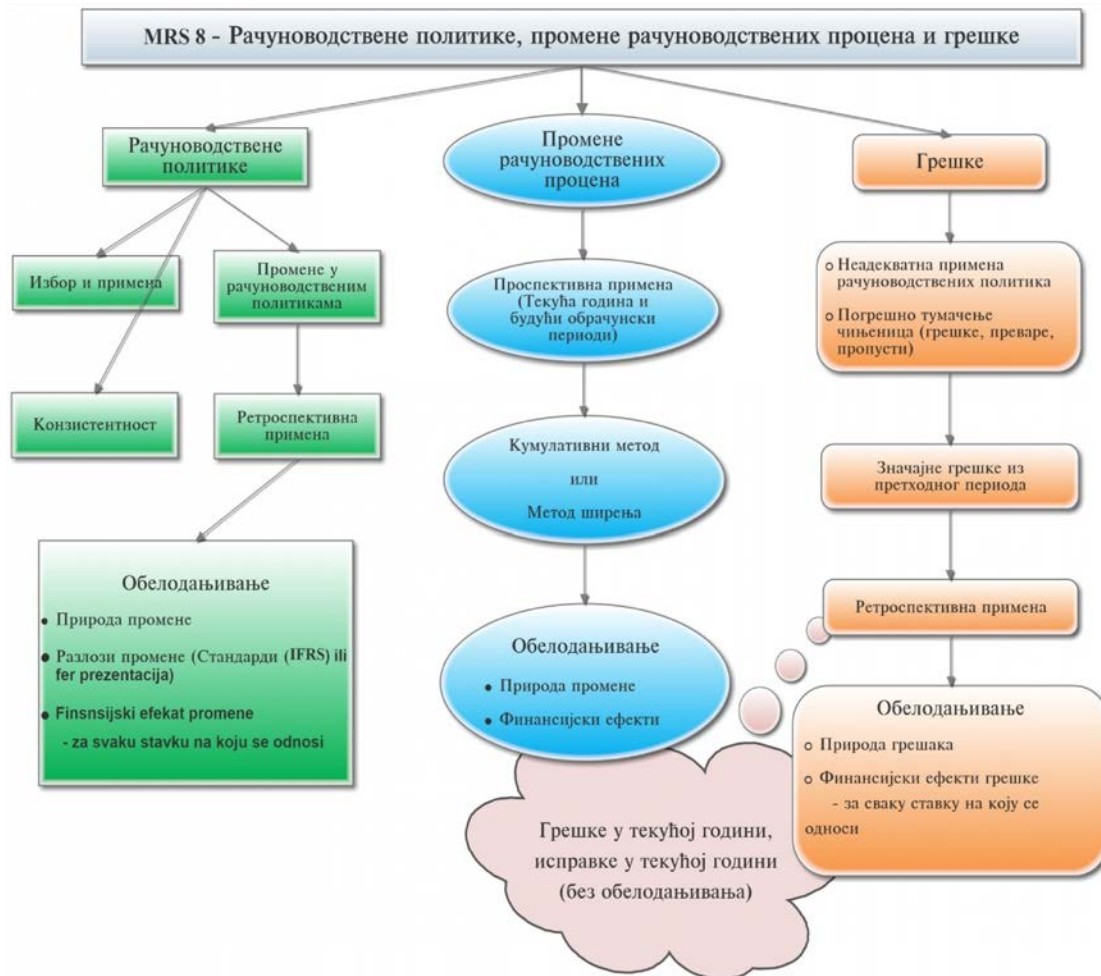 MRS 8 - Рачуноводствене политике, промене рачуноводствених процена и грешке
Рачуноводствене
политике
Избор и примена
Промене у
рачуноводственим
политикама
Конзистентност
Ретроспективна
примена
Обелодањивање
• Природа промене
• Разлози промене (Стандарди (IFRS) ili
fer prezentacija)
• Finsnsijski efekat promene
- za svaku stavku na koju se odnosi
Промене
рачуноводствених
процена
Проспективна примена
(Текућа година и
будући обрачунски
периоди)
Кумулативни метод
или
Метод ширења
Обелодањивање
• Природа промене
• Финансијски ефекти
Грешке
o Неадекватна примена
рачуноводствених политика
o Погрешно тумачење
чињеница (грешке, преваре,
пропусти)
Значајне грешке из
претходног периода
Ретроспективна примена
Обелодањивање
o Природа грешака
o Финансијски ефекти грешке
- за сваку ставку на коју се
односи
Грешке у текућој години,
исправке у текућој години
(без обелодањивања)